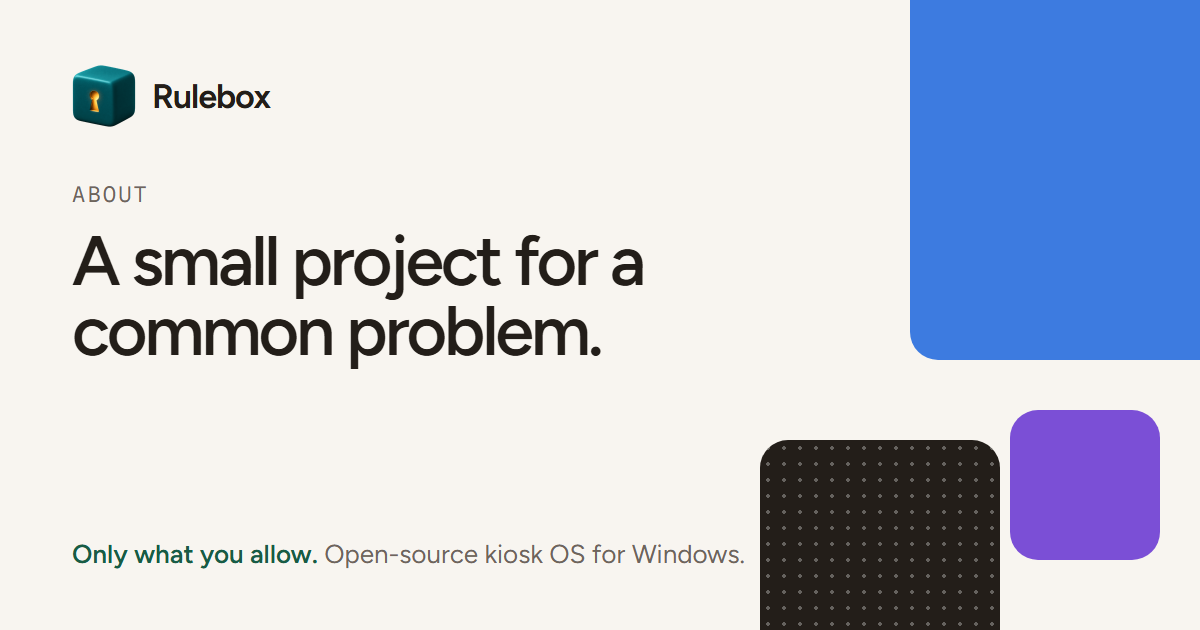 Rulebox
ABOUT
A small project for a
common problem.
Only what you allow. Open-source kiosk OS for Windows.